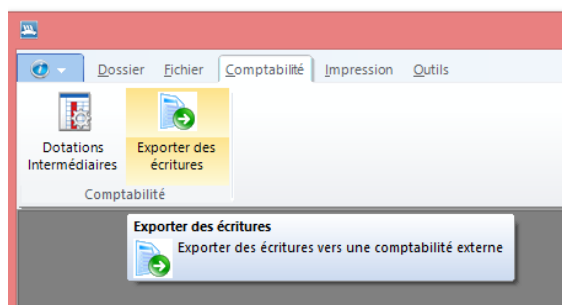 Dossier Fichier Comptabilité Impression Outils
Dotations Intermédiaires
Exporter des écritures
Comptabilité
Exporter des écritures
Exporter des écritures vers une comptabilité externe